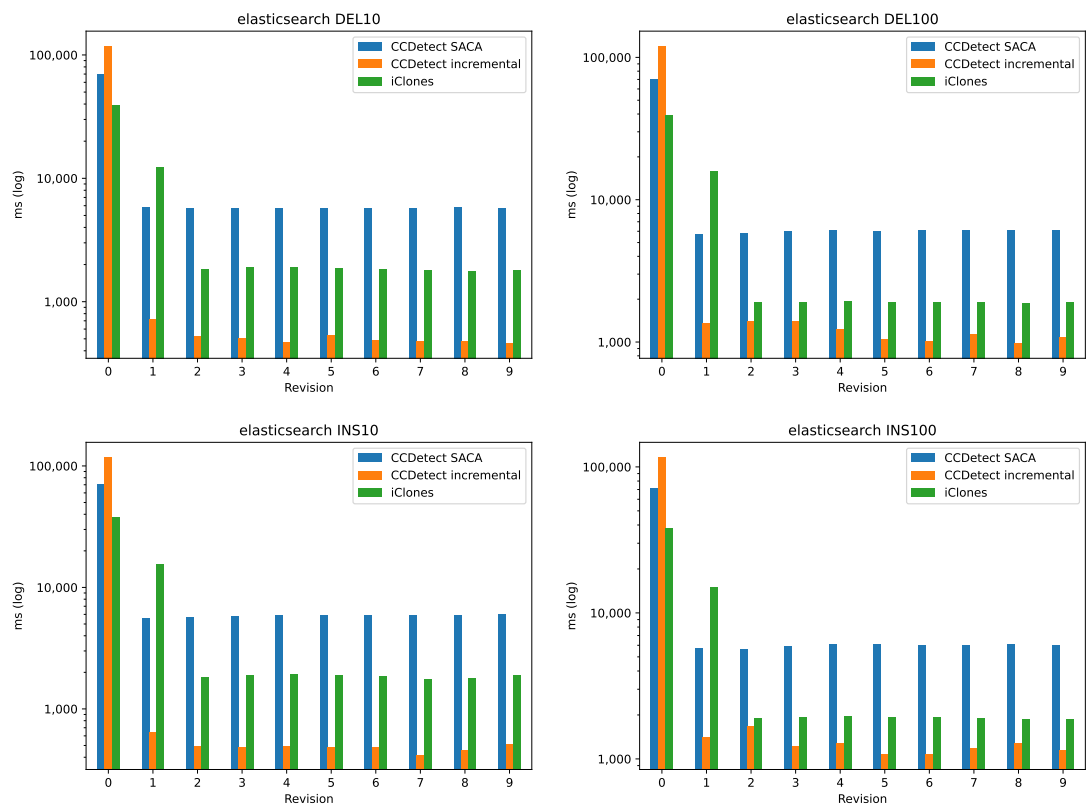 elasticsearch DEL10
100,000
10,000
1,000
ms (log)
CCDetect SACA
CCDetect incremental
iClones
0 1 2 3 4 5 6 7 8 9
Revision
elasticsearch DEL100
100,000
10,000
1,000
ms (log)
CCDetect SACA
CCDetect incremental
iClones
0 1 2 3 4 5 6 7 8 9
Revision
elasticsearch INS10
100,000
10,000
1,000
ms (log)
CCDetect SACA
CCDetect incremental
iClones
0 1 2 3 4 5 6 7 8 9
Revision
elasticsearch INS100
100,000
10,000
1,000
ms (log)
CCDetect SACA
CCDetect incremental
iClones
0 1 2 3 4 5 6 7 8 9
Revision